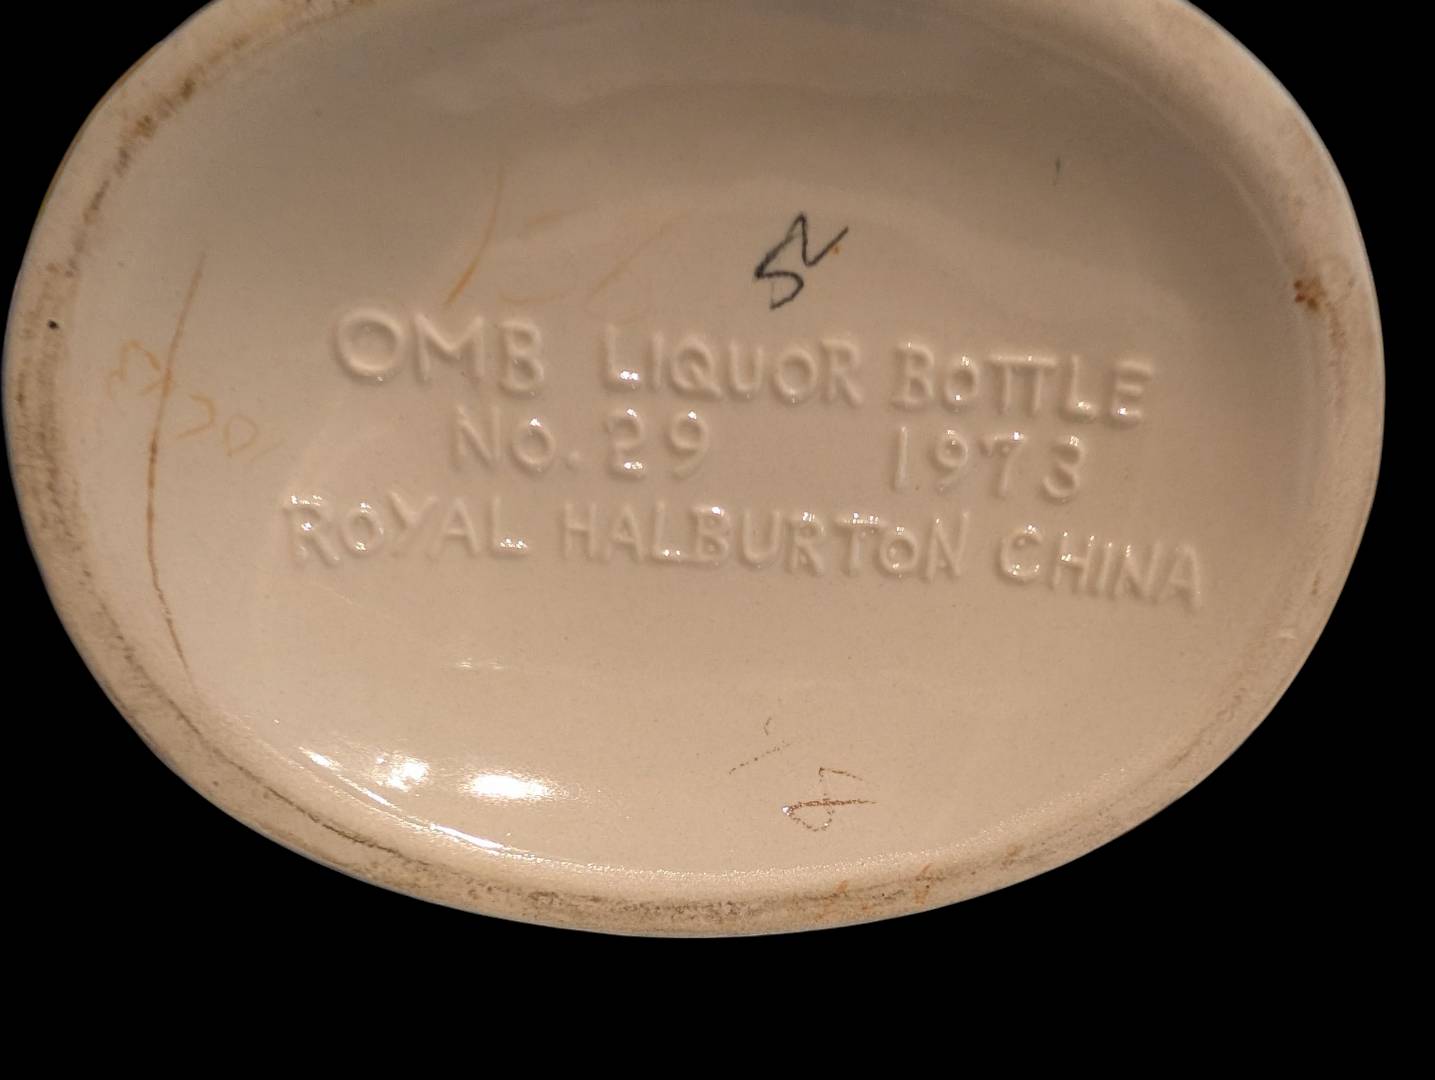 OMB LIQUOR BOTTLE
No. 29 1973
ROYAL HALBURTON CHINA